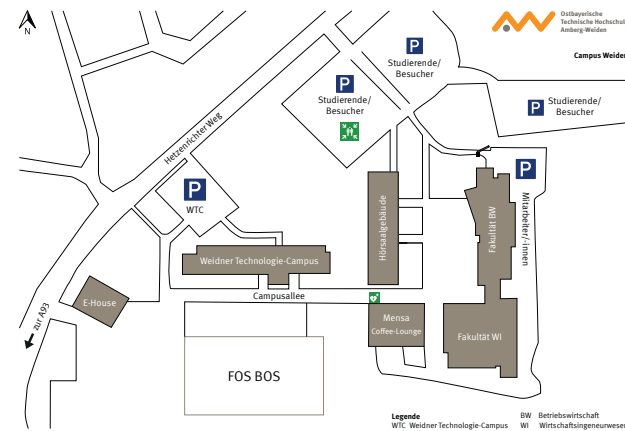 N
Ostbayerische
Technische Hochschul
Amberg-Weiden
Campus Weiden
P
Studierende/
Besucher
P
Studierende/
Besucher
P
Studierende/
Besucher
Hetzenrichter Weg
P
WTC
P
Mitarbeiter/-innen
Hörsaalgebäude
Fakultät BW
Weidner Technologie-Campus
Campusallee
E-House
zur A93
Mensa
Coffee-Lounge
Fakultät WI
FOS BOS
Legende
WTC Weidner Technologie-Campus
BW Betriebswirtschaft
WI Wirtschaftsingeneurwesen